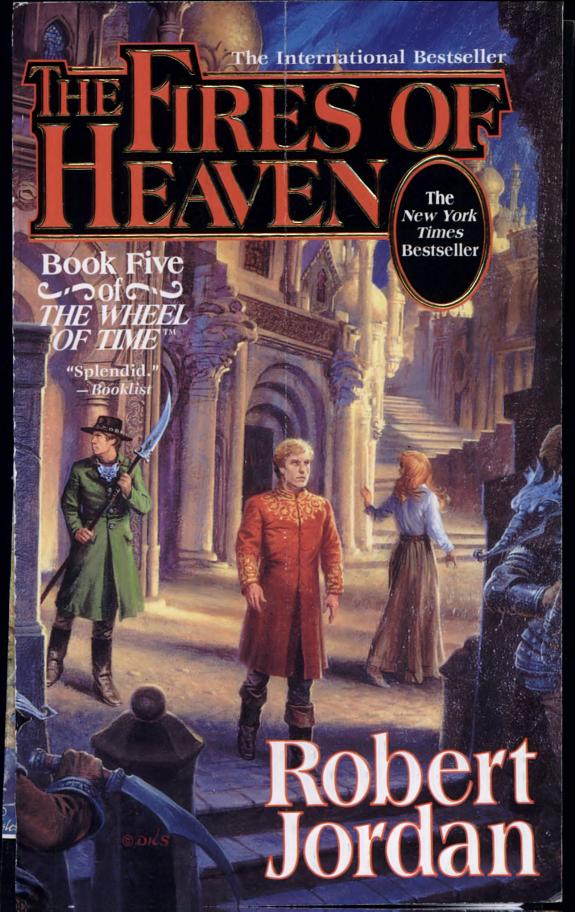 The International Bestseller
THE FIRES OF
HEAVEN
The
New York
Times
Bestseller
Book Five
of
THE WHEEL
OF TIME™
“Splendid.”
—Booklist
Robert
Jordan
© DKS